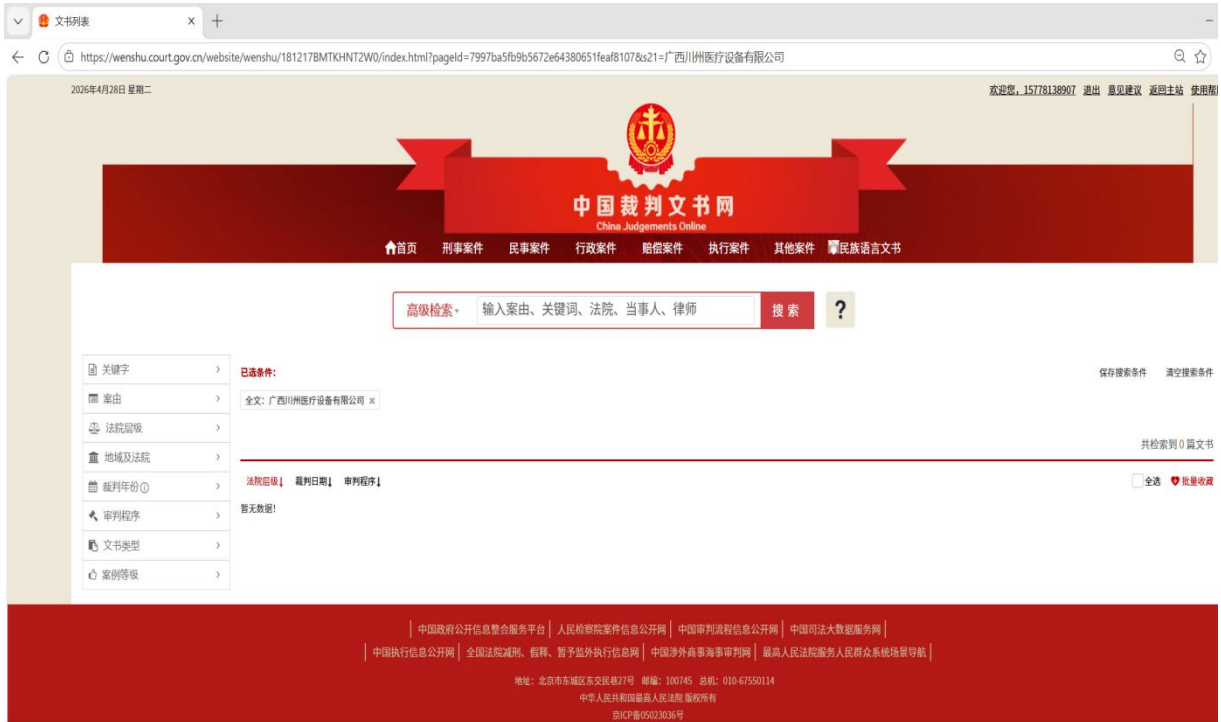 文书列表
https://wenshu.court.gov.cn/website/wenshu/181217BMTKHNT2W0/index.html?pageId=7997ba5fb9b5672e64380651feaf8107&s21=广西川州医疗设备有限公司
2026年4月28日 星期二
欢迎您，15778138907 退出 意见建议 返回主站 使用帮
中国裁判文书网
China Judgements Online
首页 刑事案件 民事案件 行政案件 赔偿案件 执行案件 其他案件 民族语言文书
高级检索 输入案由、关键词、法院、当事人、律师 搜索 ?
关键字
案由
法院层级
地域及法院
裁判年份
审判程序
文书类型
案例等级
已选条件： 保存搜索条件 清空搜索条件
全文：广西川州医疗设备有限公司 ×
共检索到 0 篇文书
法院层级↓ 裁判日期↓ 审判程序↓ 全选 批量收藏
暂无数据!
| 中国政府公开信息整合服务平台 | 人民检察院案件信息公开网 | 中国审判流程信息公开网 | 中国司法大数据服务网 |
| 中国执行信息公开网 | 全国法院减刑、假释、暂予监外执行信息网 | 中国涉外商事海事审判网 | 最高人民法院服务人民群众系统场景导航 |
地址：北京市东城区东交民巷27号 邮编：100745 总机：010-67550114
中华人民共和国最高人民法院 版权所有
京ICP备05023036号